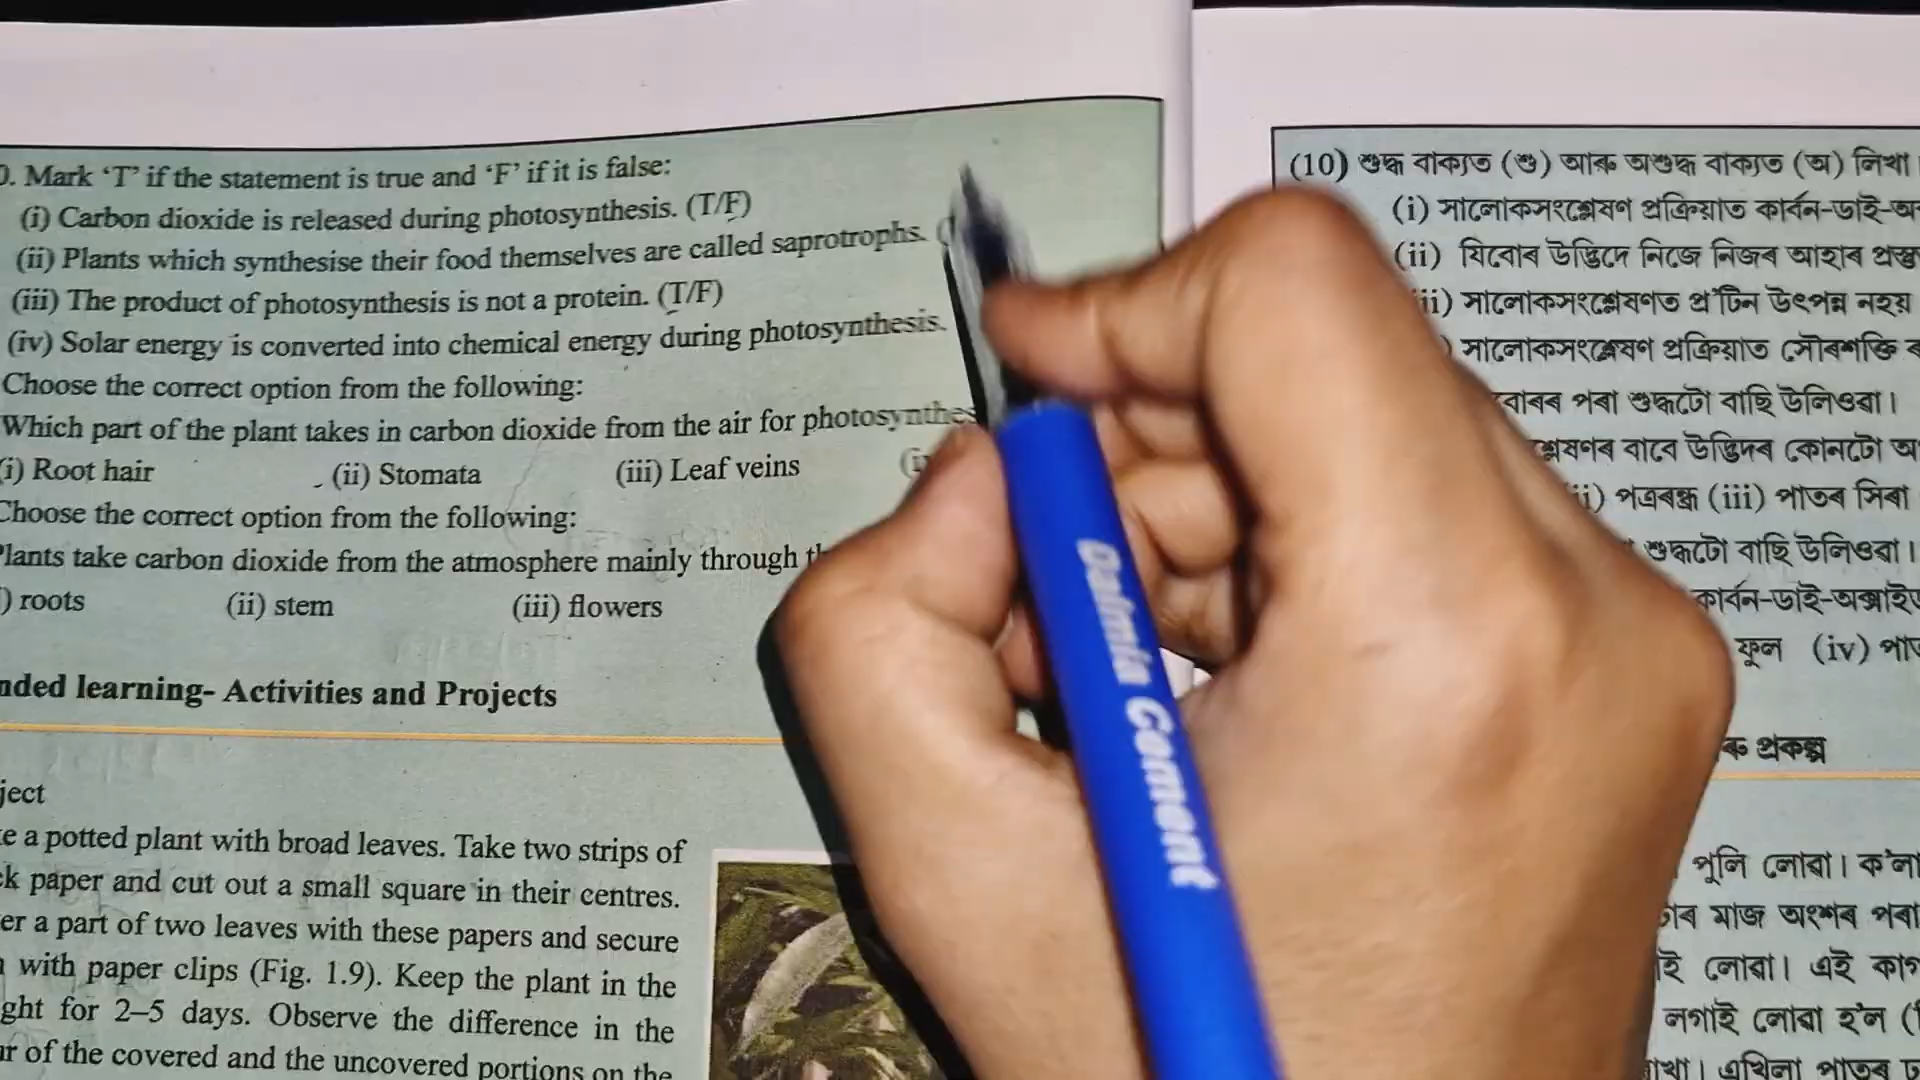 0. Mark ‘T’ if the statement is true and ‘F’ if it is false:
(i) Carbon dioxide is released during photosynthesis. (T/F)
(ii) Plants which synthesise their food themselves are called saprotrophs.
(iii) The product of photosynthesis is not a protein. (T/F)
(iv) Solar energy is converted into chemical energy during photosynthesis.
Choose the correct option from the following:
Which part of the plant takes in carbon dioxide from the air for photosynthes
(i) Root hair (ii) Stomata (iii) Leaf veins
Choose the correct option from the following:
Plants take carbon dioxide from the atmosphere mainly through
) roots (ii) stem (iii) flowers
nded learning- Activities and Projects
ject
e a potted plant with broad leaves. Take two strips of
ck paper and cut out a small square in their centres.
er a part of two leaves with these papers and secure
with paper clips (Fig. 1.9). Keep the plant in the
ght for 2–5 days. Observe the difference in the
ur of the covered and the uncovered portions on the
Dalmia Cement
(10) শুদ্ধ বাক্যত (শু) আৰু অশুদ্ধ বাক্যত (অ) লিখা।
(i) সালোকসংশ্লেষণ প্ৰক্ৰিয়াত কাৰ্বন-ডাই-অ
(ii) যিবোৰ উদ্ভিদে নিজে নিজৰ আহাৰ প্ৰস্তু
ii) সালোকসংশ্লেষণত প্ৰ'টিন উৎপন্ন নহয়
) সালোকসংশ্লেষণ প্ৰক্ৰিয়াত সৌৰশক্তি ৰ
বোৰৰ পৰা শুদ্ধটো বাছি উলিওৱা।
শ্লেষণৰ বাবে উদ্ভিদৰ কোনটো অ
ii) পত্ৰৰন্ধ্ৰ (iii) পাতৰ সিৰা
শুদ্ধটো বাছি উলিওৱা।
কাৰ্বন-ডাই-অক্সাইড
ফুল (iv) পাত
ৰু প্ৰকল্প
পুলি লোৱা। ক'লা
টোৰ মাজ অংশৰ পৰা
ই লোৱা। এই কাগ
লগাই লোৱা হ'ল (
ৰাখা। এখিলা পাতৰ ঢ